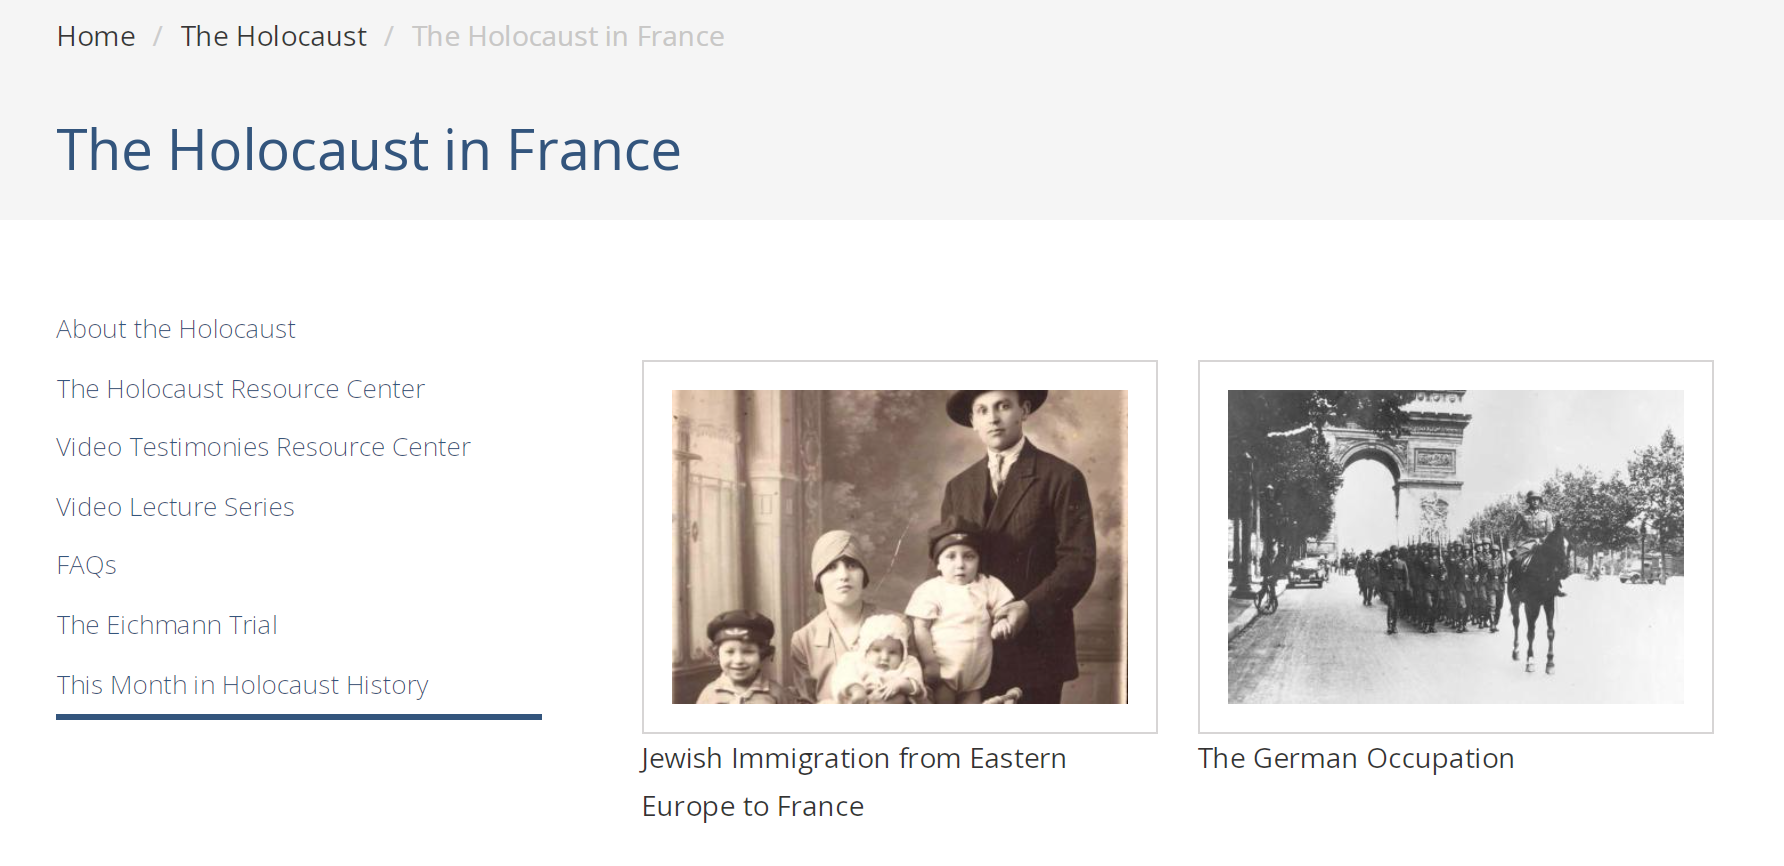 Home / The Holocaust / The Holocaust in France
The Holocaust in France
About the Holocaust
The Holocaust Resource Center
Video Testimonies Resource Center
Video Lecture Series
FAQs
The Eichmann Trial
This Month in Holocaust History
Jewish Immigration from Eastern
Europe to France
The German Occupation